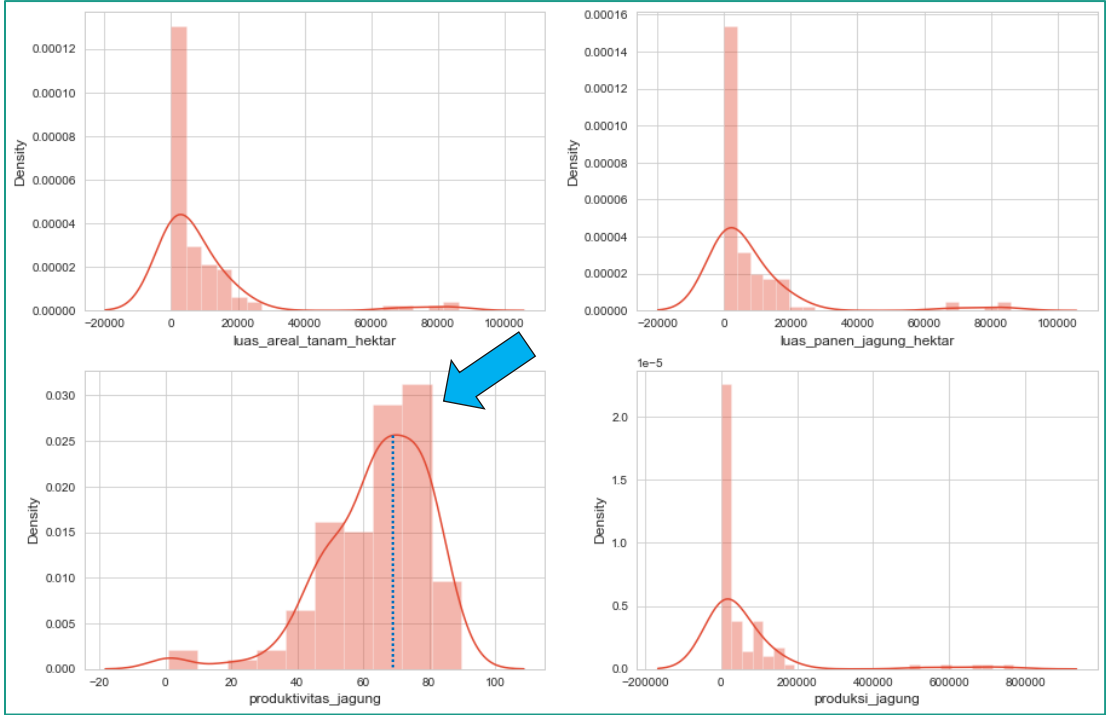 0.00012
0.00010
0.00008
0.00006
0.00004
0.00002
0.00000
Density
−20000 0 20000 40000 60000 80000 100000
luas_areal_tanam_hektar
0.00016
0.00014
0.00012
0.00010
0.00008
0.00006
0.00004
0.00002
0.00000
Density
−20000 0 20000 40000 60000 80000 100000
luas_panen_jagung_hektar
0.030
0.025
0.020
0.015
0.010
0.005
0.000
Density
−20 0 20 40 60 80 100
produktivitas_jagung
1e−5
2.0
1.5
1.0
0.5
0.0
Density
−200000 0 200000 400000 600000 800000
produksi_jagung